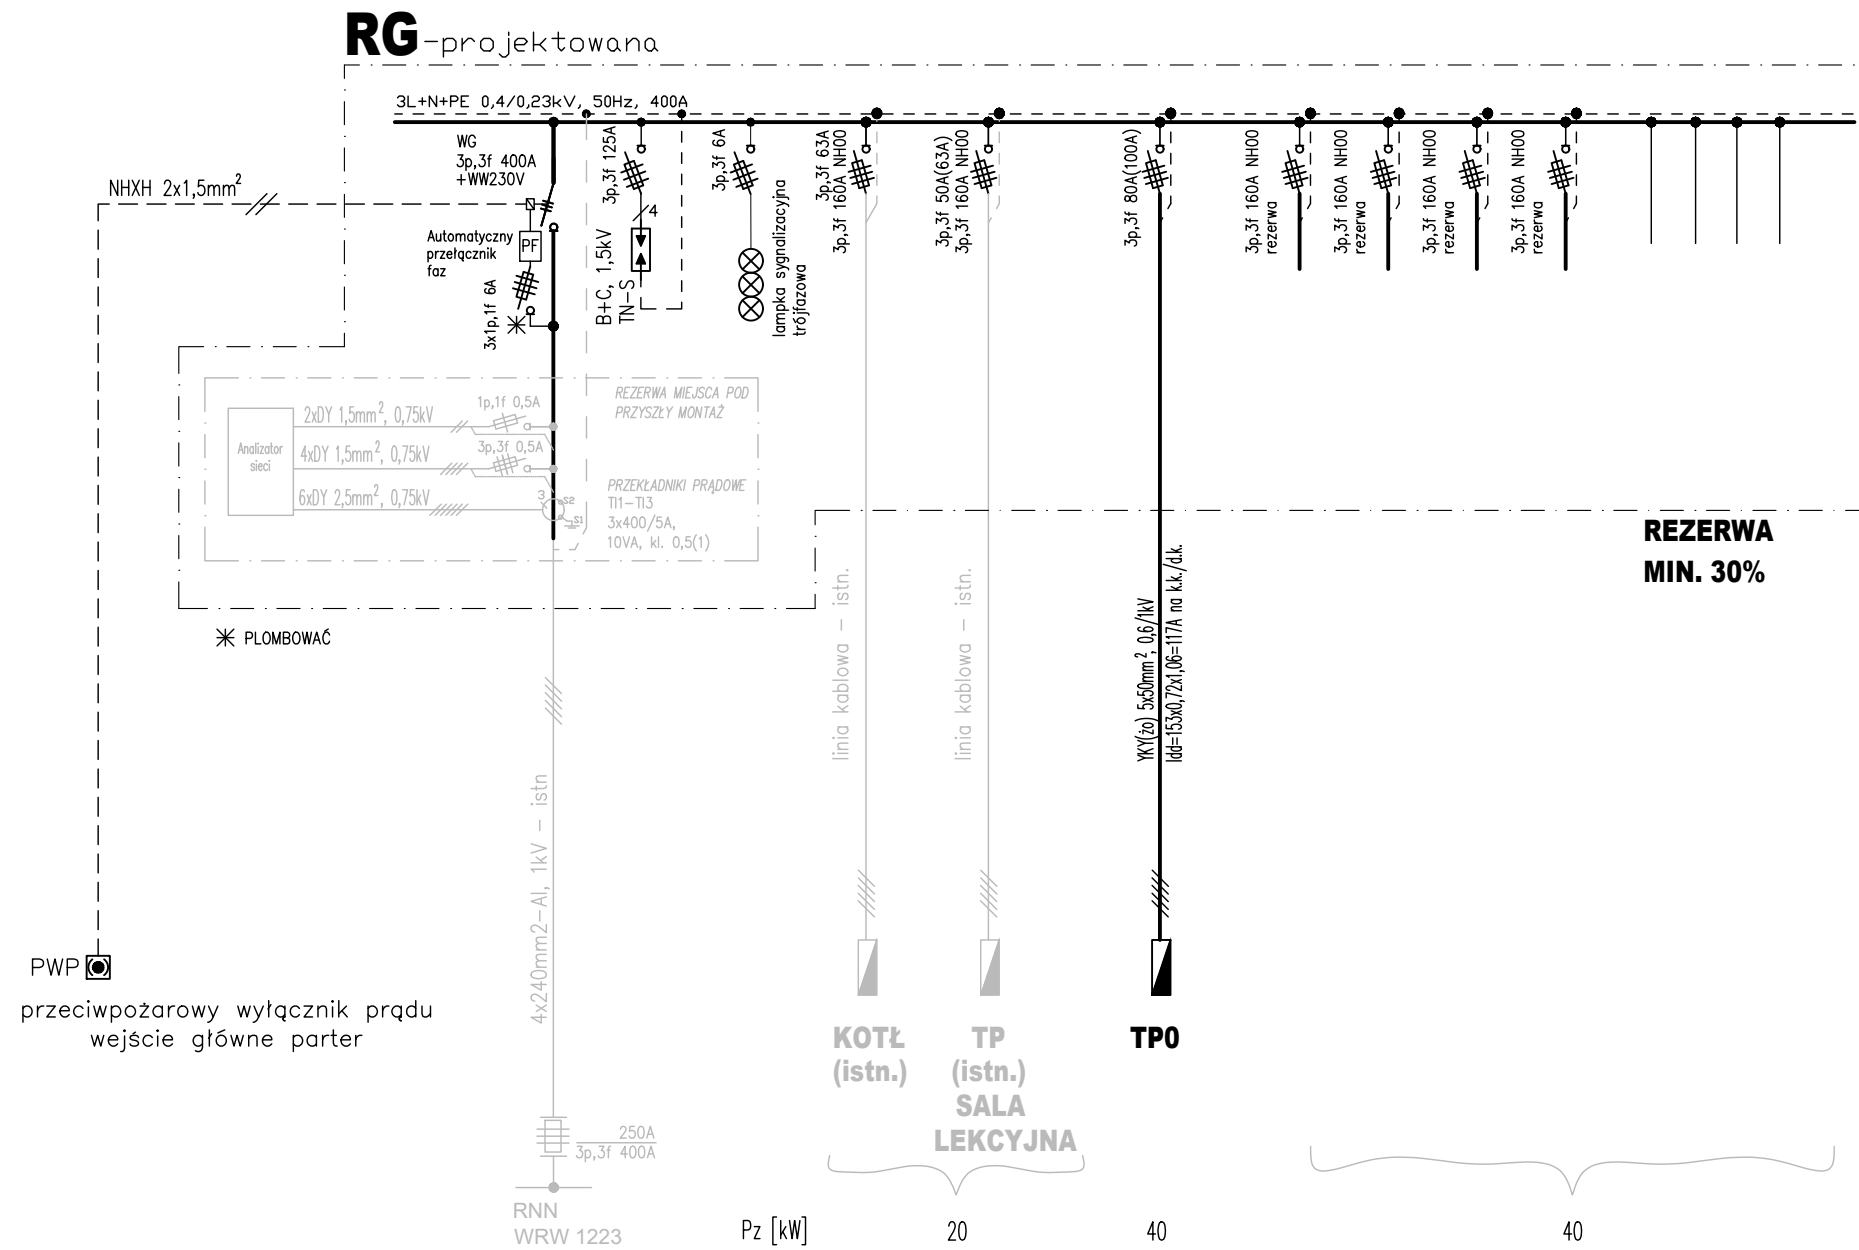 RG-projektowana
3L+N+PE 0,4/0,23kV, 50Hz, 400A
WG
3p,3f 400A
+WW230V
NHXH 2x1,5mm²
Automatyczny
przełącznik
faz
PF
3x1p,1f 6A
3p,3f 125A
4
B+C, 1,5kV
TN-S
3p,3f 6A
lampka sygnalizacyjna
trójfazowa
3p,3f 63A
3p,3f 160A NH00
3p,3f 50A(63A)
3p,3f 160A NH00
3p,3f 80A(100A)
3p,3f 160A NH00
rezerwa
3p,3f 160A NH00
rezerwa
3p,3f 160A NH00
rezerwa
3p,3f 160A NH00
rezerwa
REZERWA MIEJSCA POD
PRZYSZŁY MONTAŻ
Analizator
sieci
2xDY 1,5mm², 0,75kV
1p,1f 0,5A
4xDY 1,5mm², 0,75kV
3p,3f 0,5A
6xDY 2,5mm², 0,75kV
3
S2
S1
PRZEKŁADNIKI PRĄDOWE
TI1-TI3
3x400/5A,
10VA, kl. 0,5(1)
PLOMBOWAĆ
REZERWA
MIN. 30%
linia kablowa - istn.
linia kablowa - istn.
YKY(żo) 5x50mm², 0,6/1kV
Idd=153x0,72x1,06=117A na k.k./d.k.
4x240mm2-Al, 1kV - istn
PWP
przeciwpożarowy wyłącznik prądu
wejście główne parter
KOTŁ
(istn.)
TP
(istn.)
SALA
LEKCYJNA
TP0
250A
3p,3f 400A
RNN
WRW 1223
Pz [kW]
20
40
40